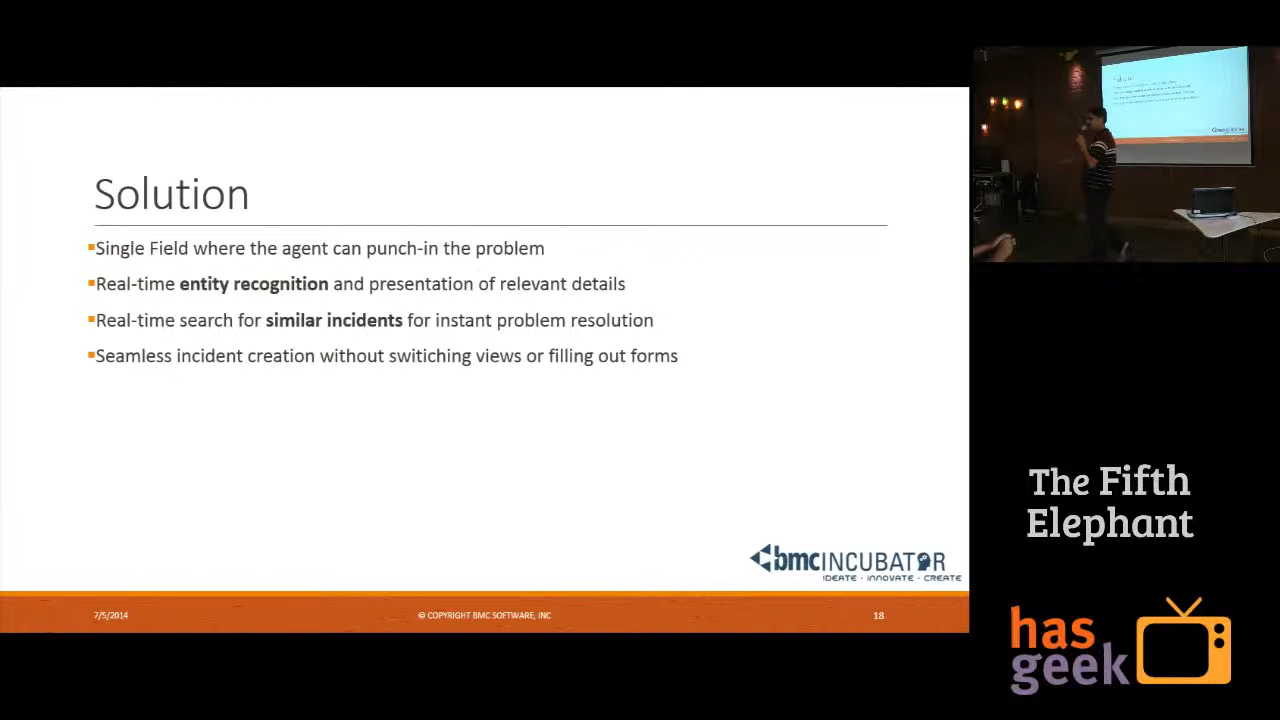 Solution
Single Field where the agent can punch-in the problem
Real-time entity recognition and presentation of relevant details
Real-time search for similar incidents for instant problem resolution
Seamless incident creation without switiching views or filling out forms
bmcINCUBATOR
IDEATE · INNOVATE · CREATE
7/5/2014
© COPYRIGHT BMC SOFTWARE, INC
18
The Fifth
Elephant
has
geek